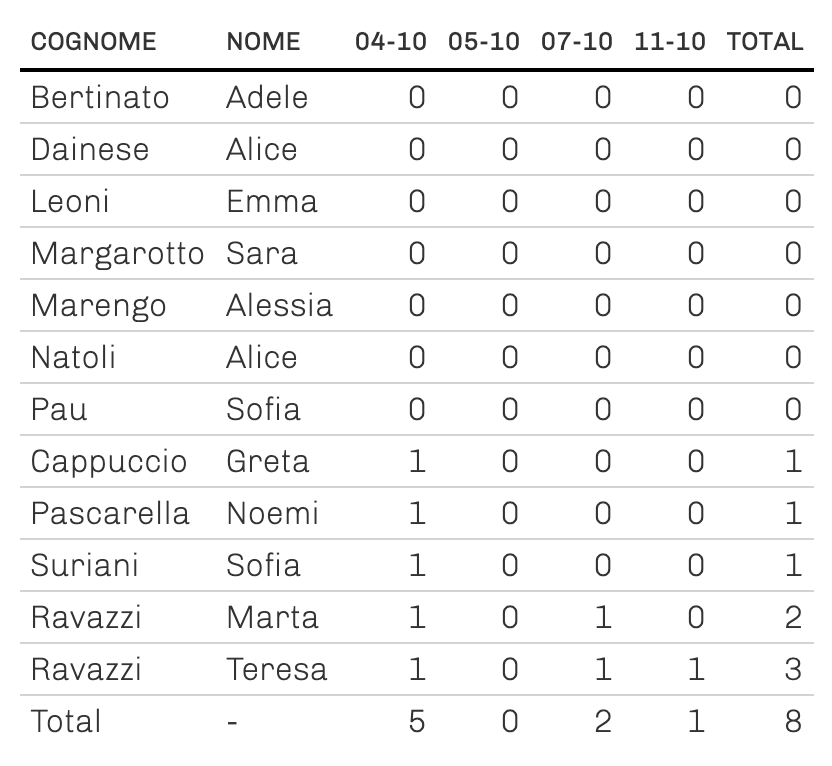 COGNOME NOME 04-10 05-10 07-10 11-10 TOTAL
Bertinato Adele 0 0 0 0 0
Dainese Alice 0 0 0 0 0
Leoni Emma 0 0 0 0 0
Margarotto Sara 0 0 0 0 0
Marengo Alessia 0 0 0 0 0
Natoli Alice 0 0 0 0 0
Pau Sofia 0 0 0 0 0
Cappuccio Greta 1 0 0 0 1
Pascarella Noemi 1 0 0 0 1
Suriani Sofia 1 0 0 0 1
Ravazzi Marta 1 0 1 0 2
Ravazzi Teresa 1 0 1 1 3
Total - 5 0 2 1 8